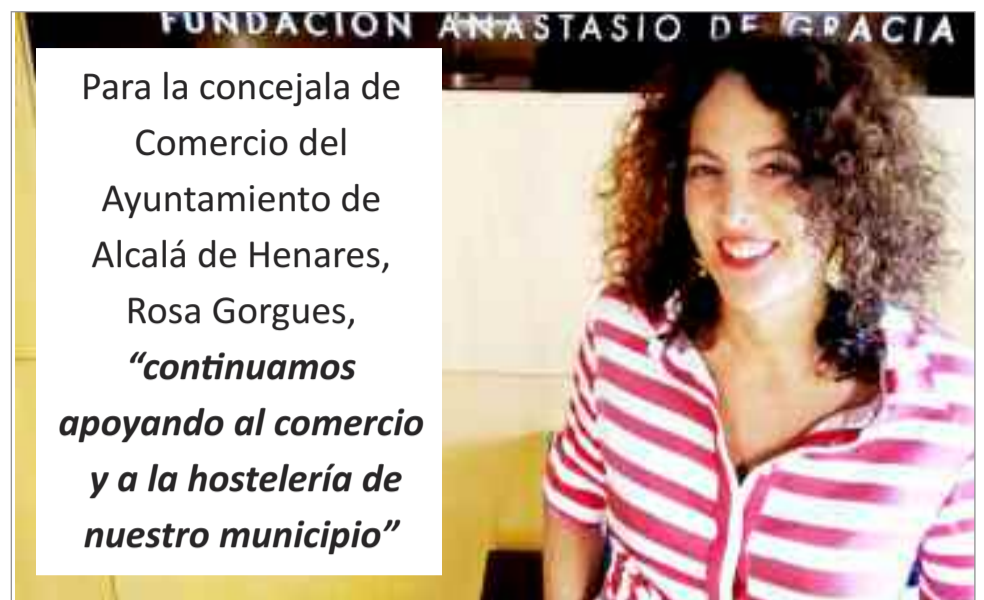 FUNDACIÓN ANASTASIO DE GRACIA
Para la concejala de
Comercio del
Ayuntamiento de
Alcalá de Henares,
Rosa Gorgues,
“continuamos
apoyando al comercio
y a la hostelería de
nuestro municipio”